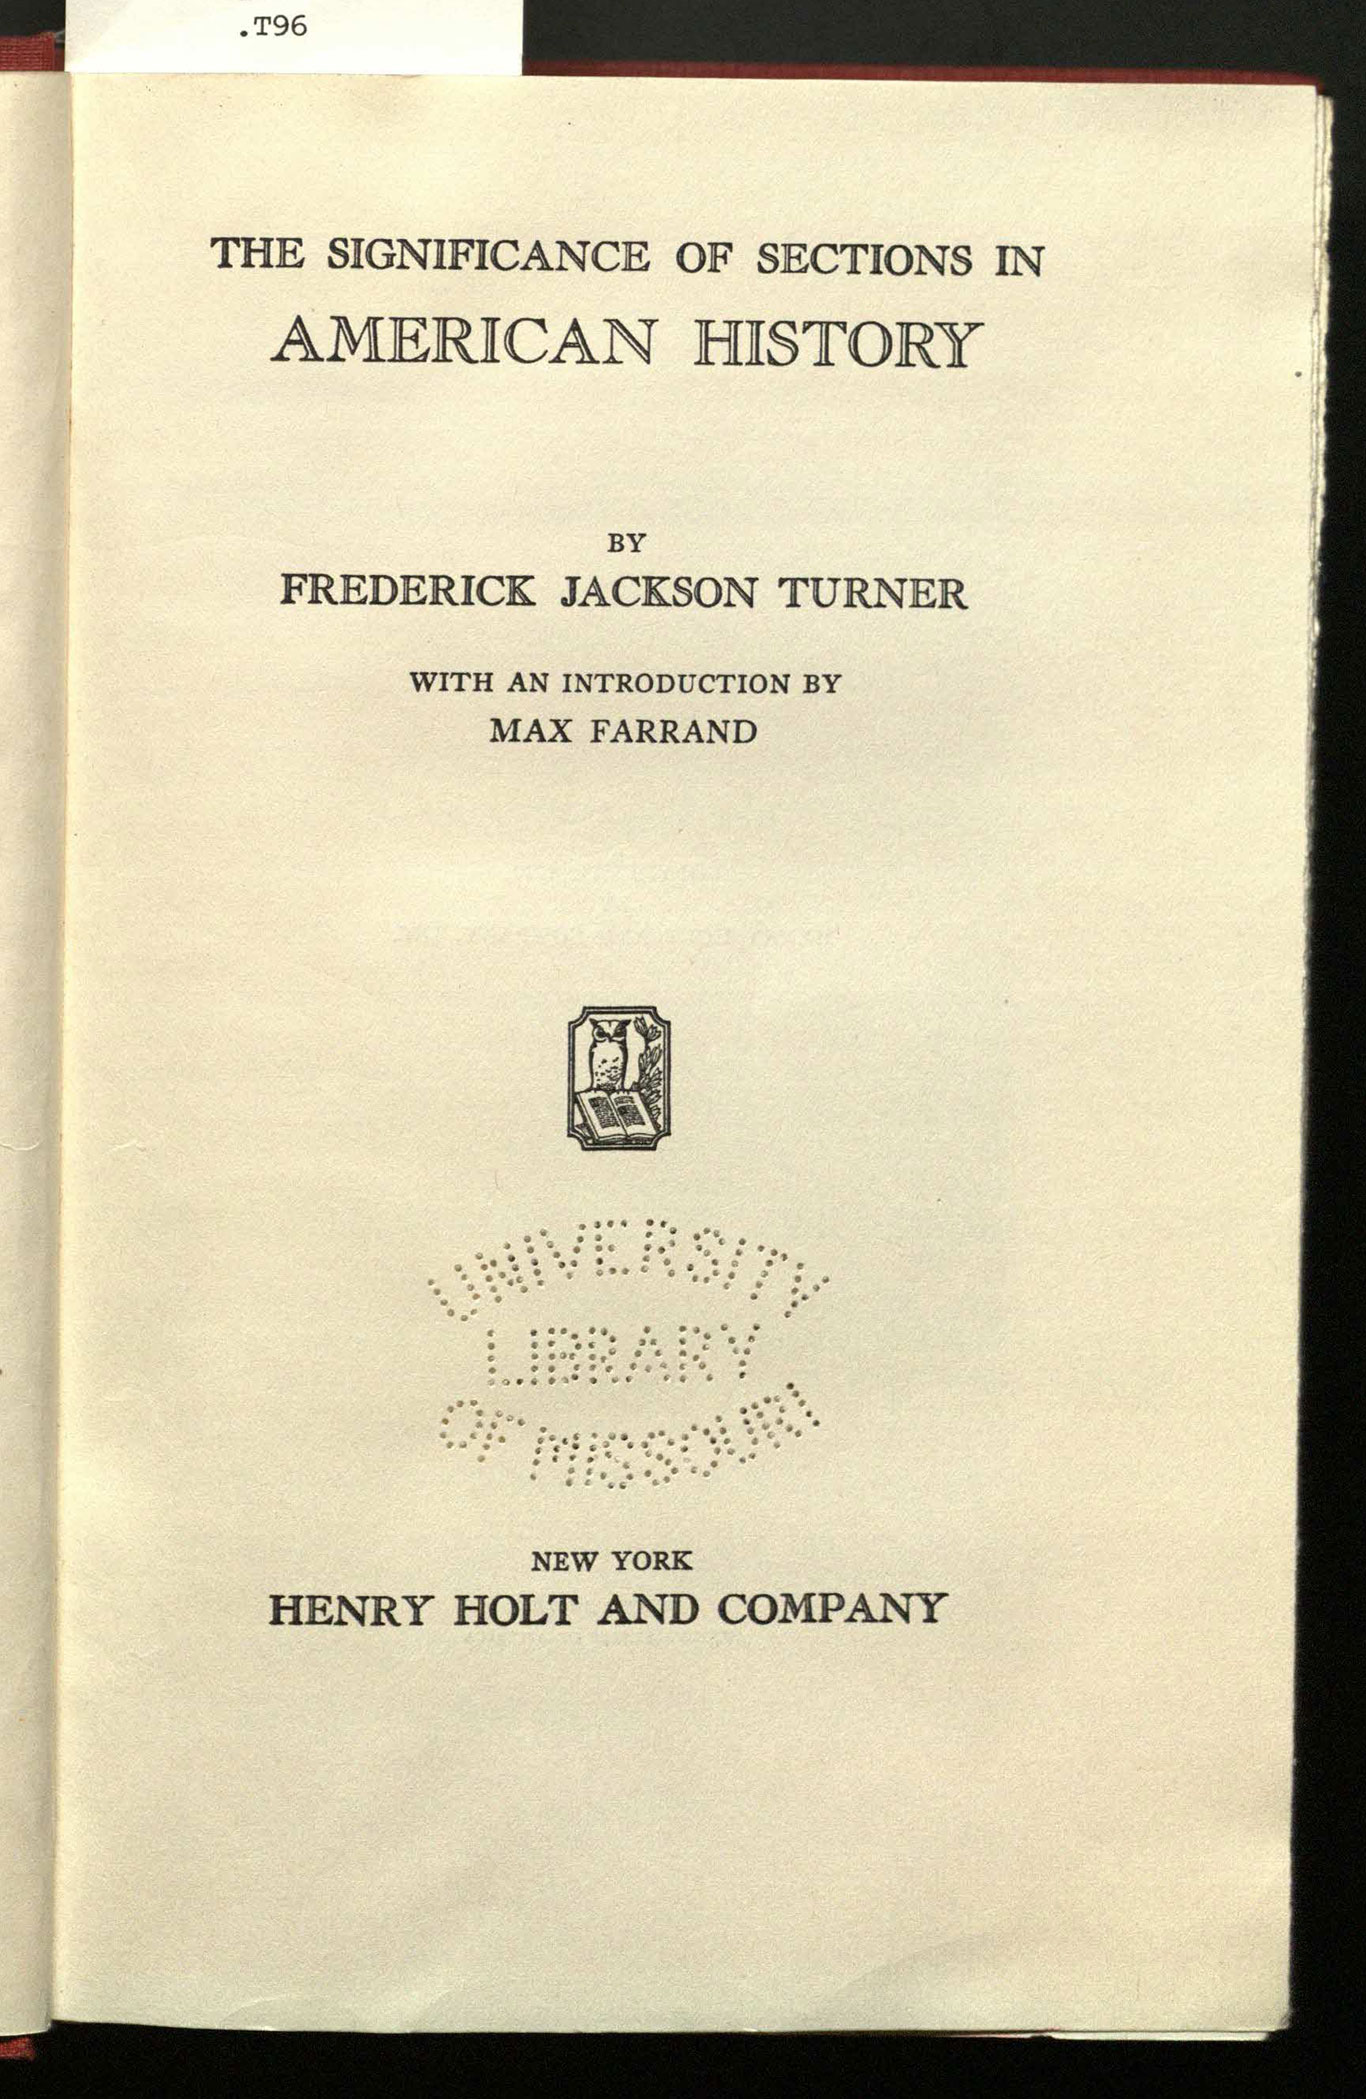 .T96
THE SIGNIFICANCE OF SECTIONS IN
AMERICAN HISTORY
BY
FREDERICK JACKSON TURNER
WITH AN INTRODUCTION BY
MAX FARRAND
UNIVERSITY
LIBRARY
OF MISSOURI
NEW YORK
HENRY HOLT AND COMPANY